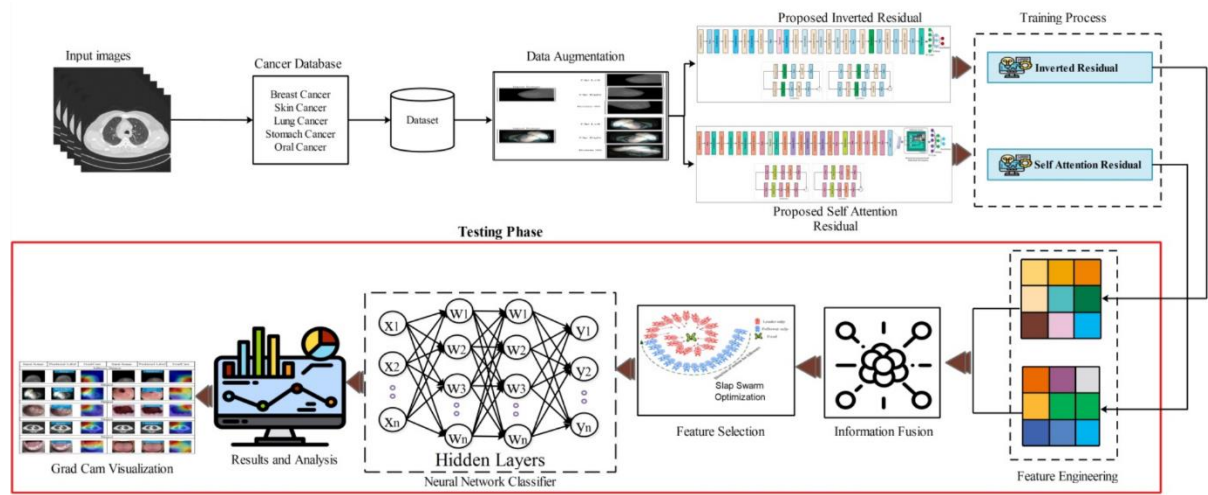 Proposed Inverted Residual
Training Process
Input images
Cancer Database
Data Augmentation
Breast Cancer
Skin Cancer
Lung Cancer
Stomach Cancer
Oral Cancer
Dataset
Inverted Residual
Self Attention Residual
Proposed Self Attention
Residual
Testing Phase
X1
X2
Xn
W1
W2
W3
Wn
W1
W2
W3
Wn
y1
y2
yn
Hidden Layers
Neural Network Classifier
Slap Swarm
Optimization
Feature Selection
Information Fusion
Feature Engineering
Results and Analysis
Grad Cam Visualization